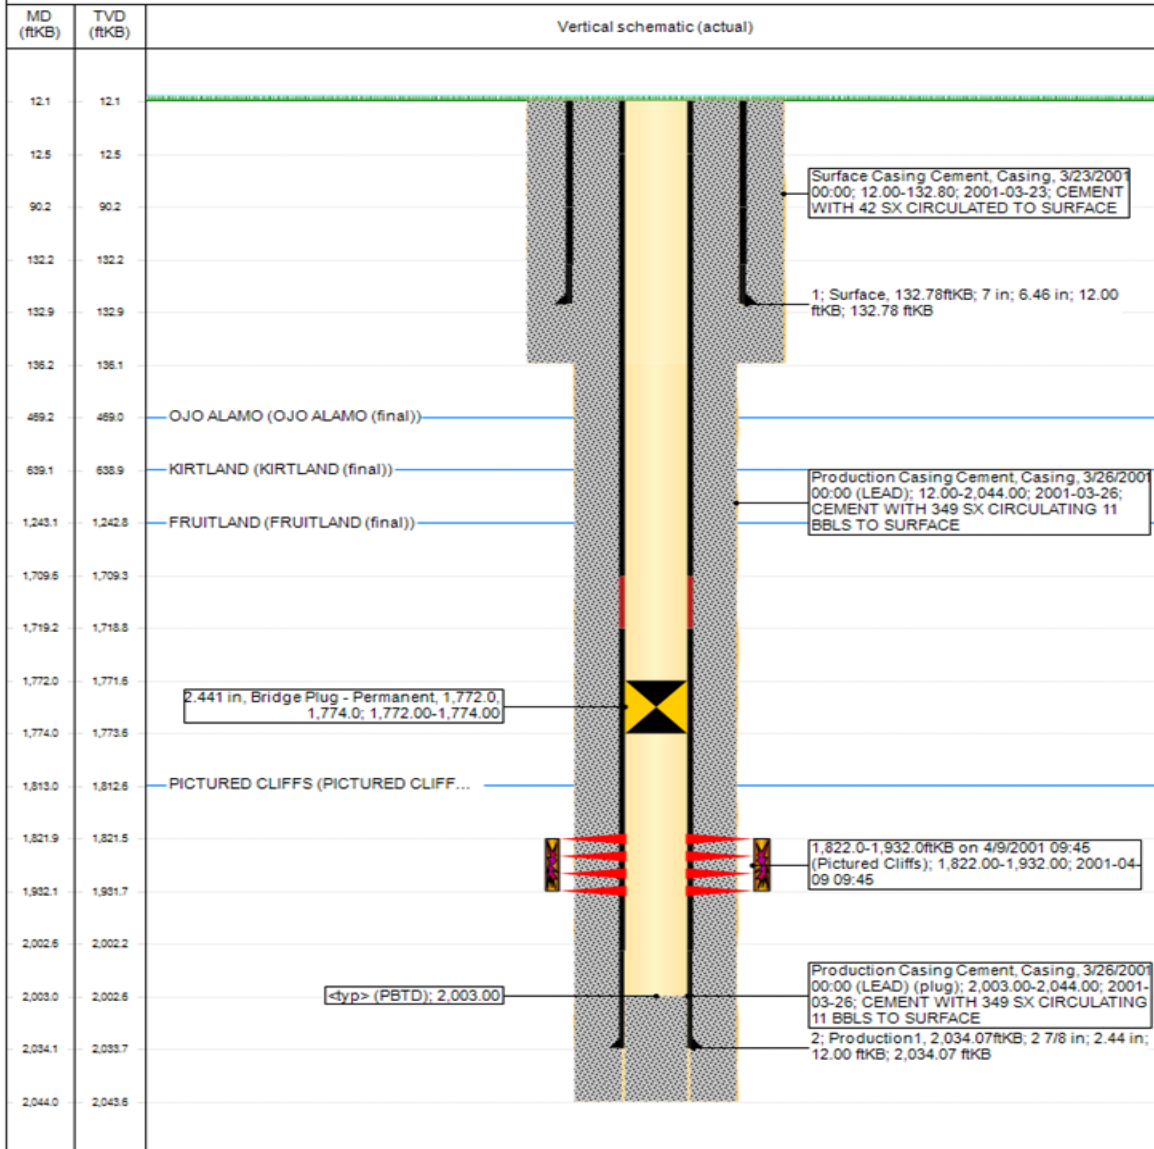 MD
(ftKB)
TVD
(ftKB)
Vertical schematic (actual)
12.1 12.1
12.5 12.5
Surface Casing Cement, Casing, 3/23/2001
00:00; 12.00-132.80; 2001-03-23; CEMENT
WITH 42 SX CIRCULATED TO SURFACE
90.2 90.2
132.2 132.2
1; Surface, 132.78ftKB; 7 in; 6.46 in; 12.00
ftKB; 132.78 ftKB
132.9 132.9
136.2 136.1
469.2 469.0 OJO ALAMO (OJO ALAMO (final))
639.1 638.9 KIRTLAND (KIRTLAND (final))
Production Casing Cement, Casing, 3/26/2001
00:00 (LEAD); 12.00-2,044.00; 2001-03-26;
CEMENT WITH 349 SX CIRCULATING 11
BBLS TO SURFACE
1,243.1 1,242.8 FRUITLAND (FRUITLAND (final))
1,709.6 1,709.3
1,719.2 1,718.8
1,772.0 1,771.6
2.441 in, Bridge Plug - Permanent, 1,772.0,
1,774.0; 1,772.00-1,774.00
1,774.0 1,773.6
1,813.0 1,812.6 PICTURED CLIFFS (PICTURED CLIFF...
1,821.9 1,821.5
1,822.0-1,932.0ftKB on 4/9/2001 09:45
(Pictured Cliffs); 1,822.00-1,932.00; 2001-04-
09 09:45
1,932.1 1,931.7
2,002.6 2,002.2
Production Casing Cement, Casing, 3/26/2001
00:00 (LEAD) (plug); 2,003.00-2,044.00; 2001-
03-26; CEMENT WITH 349 SX CIRCULATING
11 BBLS TO SURFACE
2,003.0 2,002.6 <typ> (PBTD); 2,003.00
2; Production1, 2,034.07ftKB; 2 7/8 in; 2.44 in;
12.00 ftKB; 2,034.07 ftKB
2,034.1 2,033.7
2,044.0 2,043.6